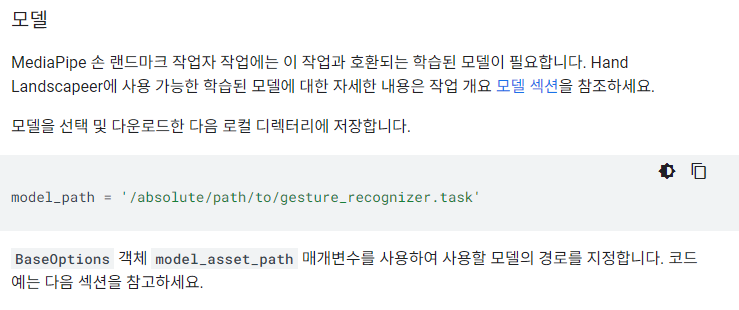 모델
MediaPipe 손 랜드마크 작업자 작업에는 이 작업과 호환되는 학습된 모델이 필요합니다. Hand
Landscapeer에 사용 가능한 학습된 모델에 대한 자세한 내용은 작업 개요 모델 섹션을 참조하세요.
모델을 선택 및 다운로드한 다음 로컬 디렉터리에 저장합니다.
model_path = '/absolute/path/to/gesture_recognizer.task'
BaseOptions 객체 model_asset_path 매개변수를 사용하여 사용할 모델의 경로를 지정합니다. 코드
예는 다음 섹션을 참고하세요.